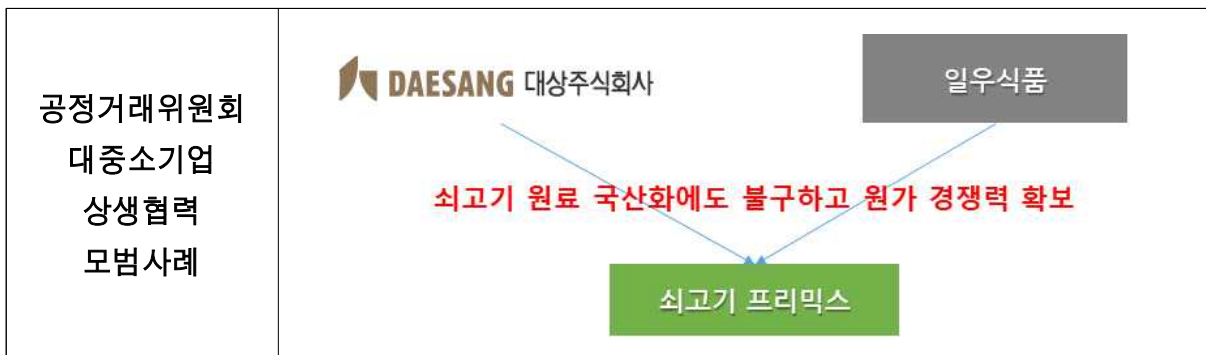 공정거래위원회
대중소기업
상생협력
모범사례
DAESANG 대상주식회사
일우식품
쇠고기 원료 국산화에도 불구하고 원가 경쟁력 확보
쇠고기 프리믹스